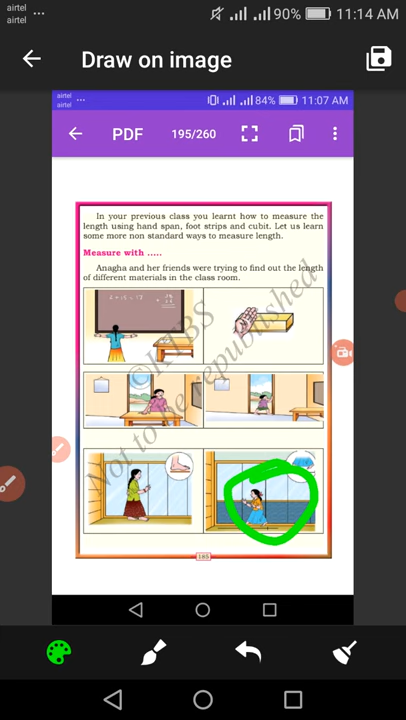 airtel
airtel
90% 11:14 AM
Draw on image
airtel
airtel
84% 11:07 AM
PDF 195/260
In your previous class you learnt how to measure the
length using hand span, foot strips and cubit. Let us learn
some more non standard ways to measure length.
Measure with .....
Anagha and her friends were trying to find out the length
of different materials in the class room.
©KTBS
Not to be republished
185